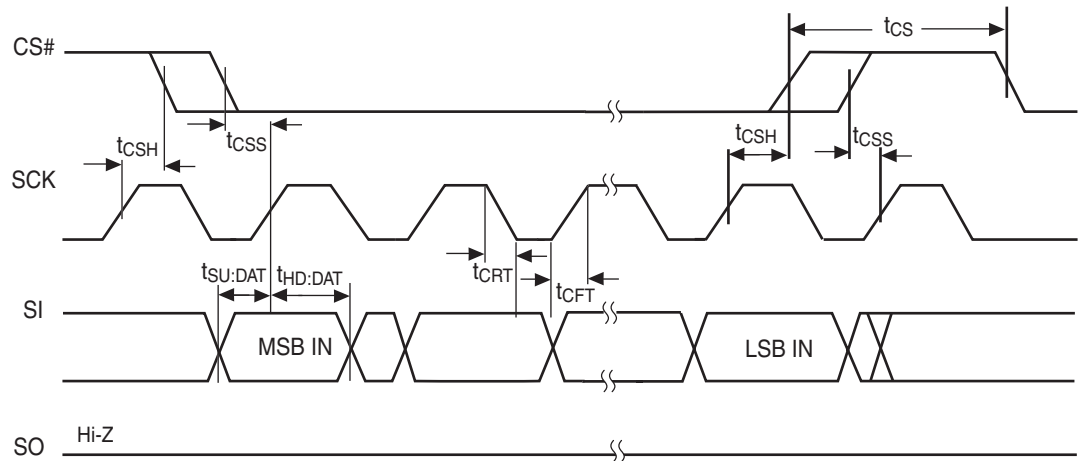 CS#
tCS
tCSH
tCSS
tCSH
tCSS
SCK
tSU:DAT
tHD:DAT
tCRT
tCFT
SI
MSB IN
LSB IN
SO
Hi-Z